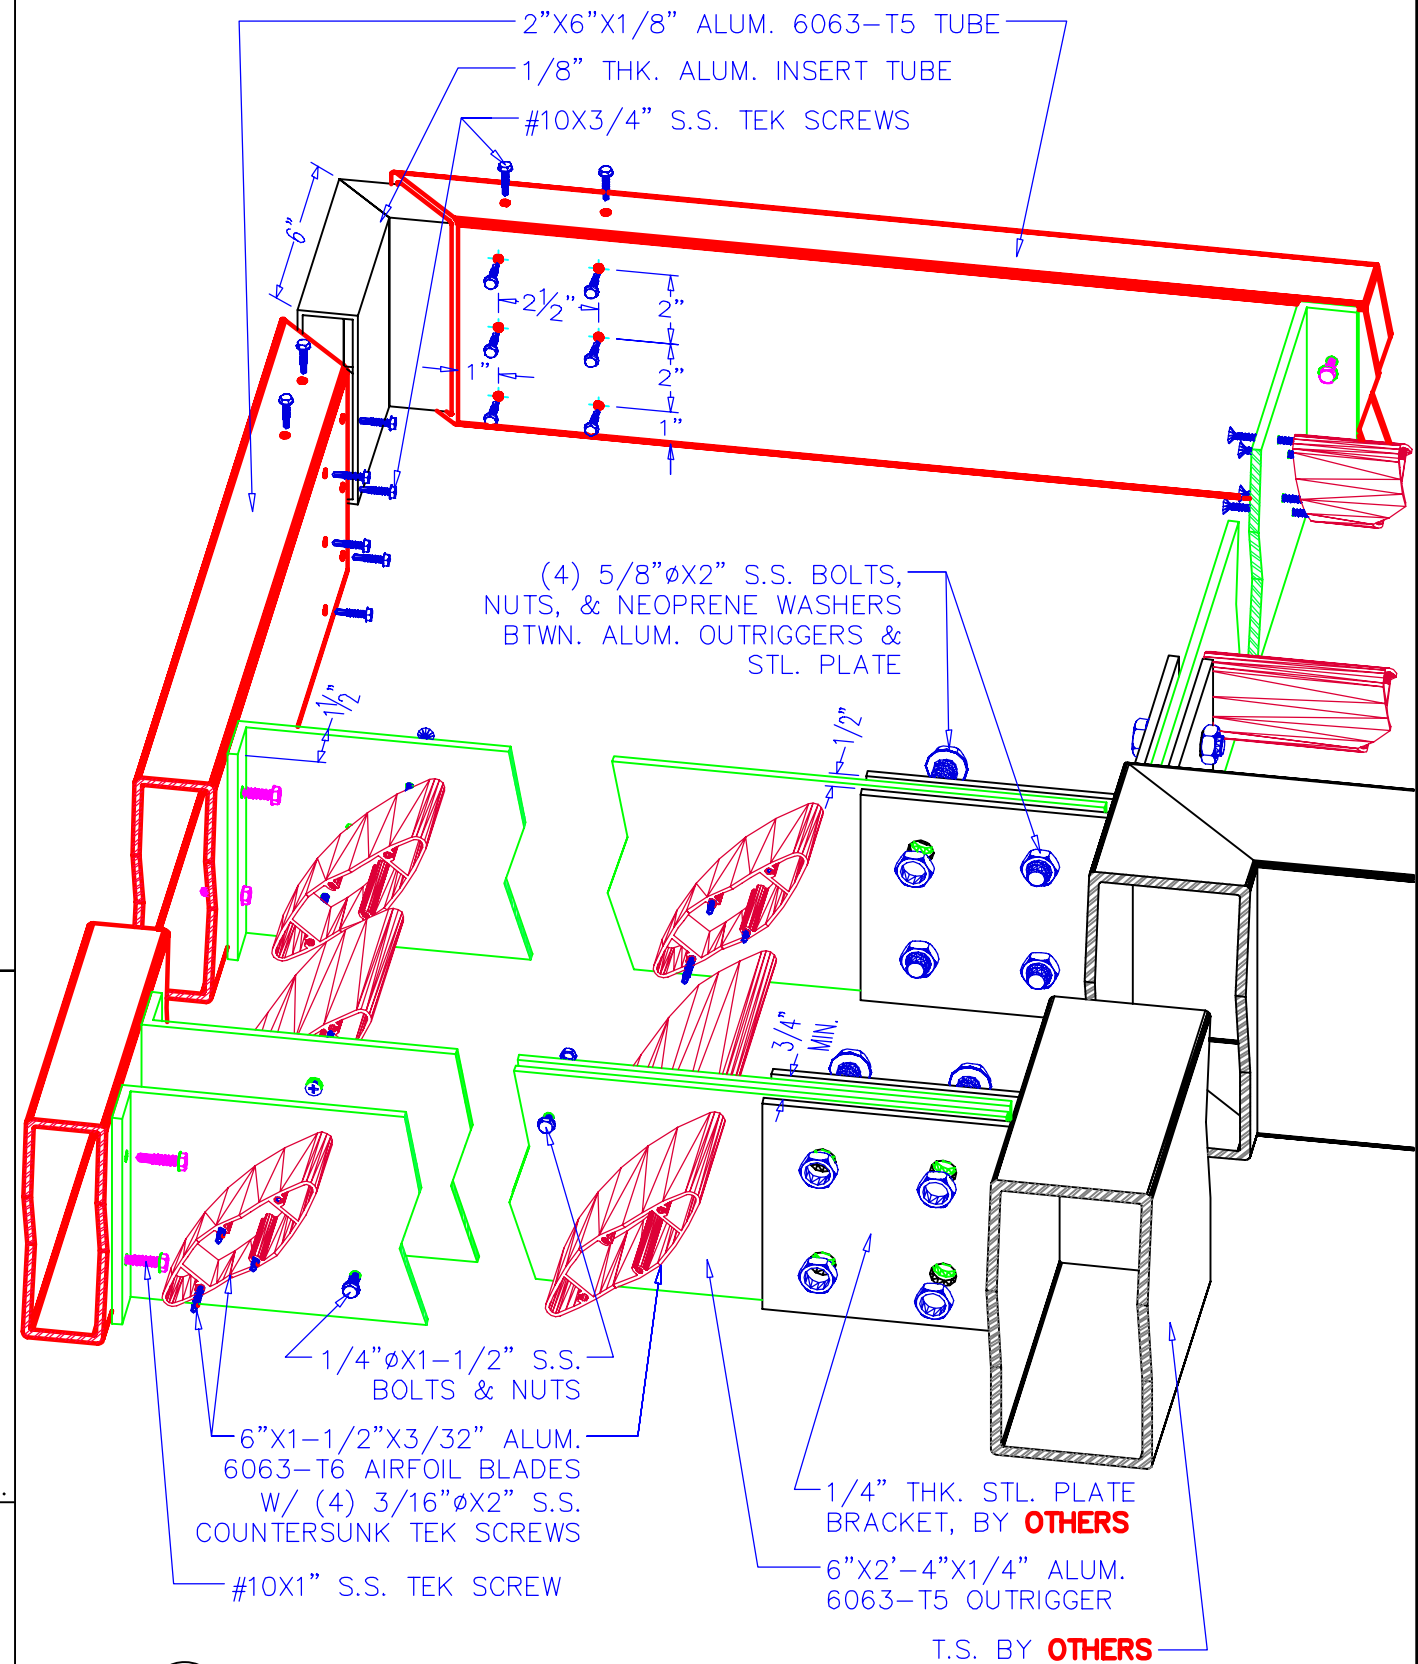 2”X6”X1/8” ALUM. 6063-T5 TUBE
1/8” THK. ALUM. INSERT TUBE
#10X3/4” S.S. TEK SCREWS
6”
2½”
2”
1”
2”
1”
(4) 5/8”øX2” S.S. BOLTS,
NUTS, & NEOPRENE WASHERS
BTWN. ALUM. OUTRIGGERS &
STL. PLATE
1½”
1/2”
3/4”
MIN.
1/4”øX1-1/2” S.S.
BOLTS & NUTS
6”X1-1/2”X3/32” ALUM.
6063-T6 AIRFOIL BLADES
W/ (4) 3/16”øX2” S.S.
COUNTERSUNK TEK SCREWS
#10X1” S.S. TEK SCREW
1/4” THK. STL. PLATE
BRACKET, BY OTHERS
6”X2’-4”X1/4” ALUM.
6063-T5 OUTRIGGER
T.S. BY OTHERS